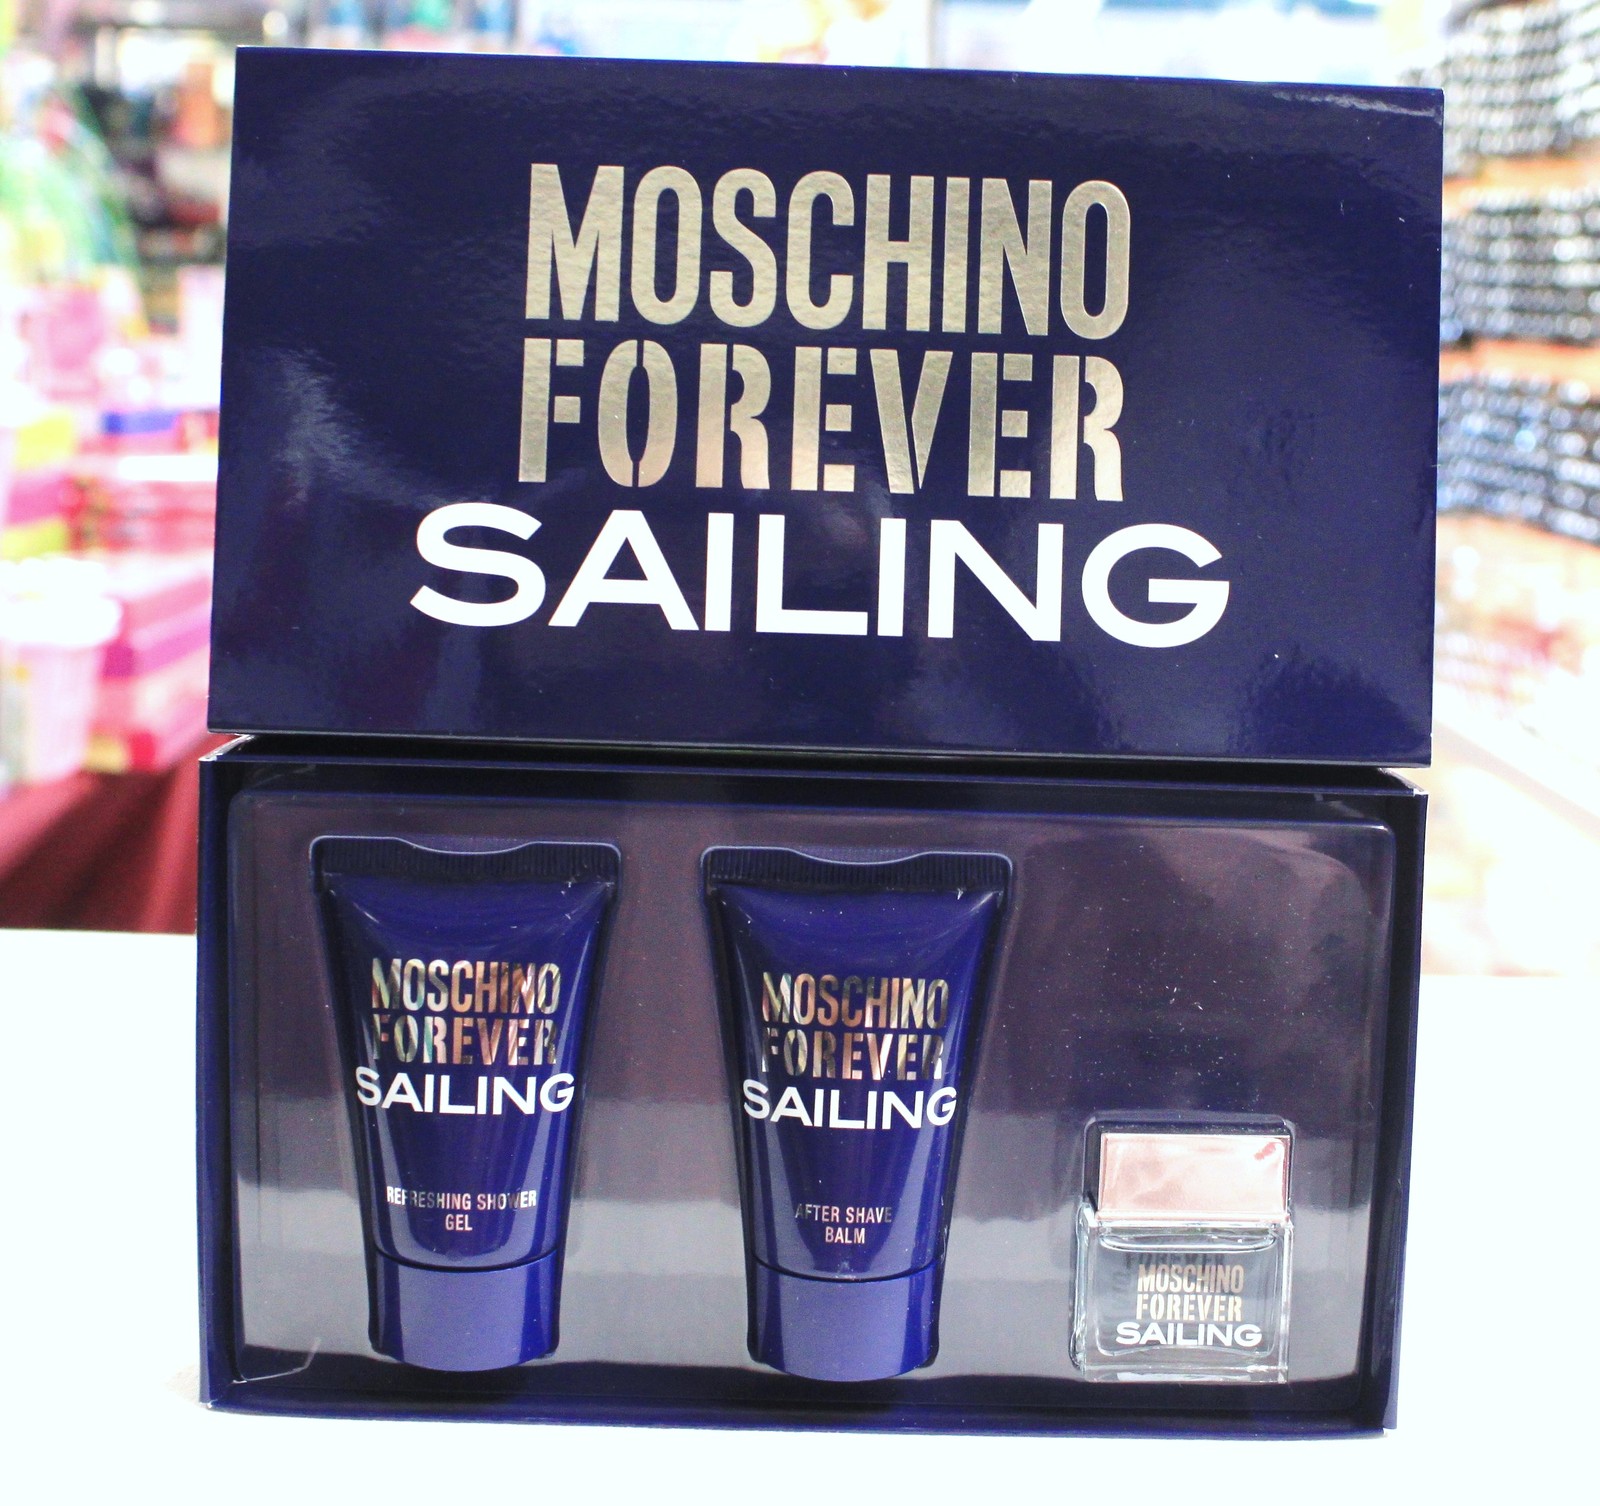 MOSCHINO
FOREVER
SAILING
MOSCHINO
FOREVER
SAILING
REFRESHING SHOWER
GEL
MOSCHINO
FOREVER
SAILING
AFTER SHAVE
BALM
MOSCHINO
FOREVER
SAILING